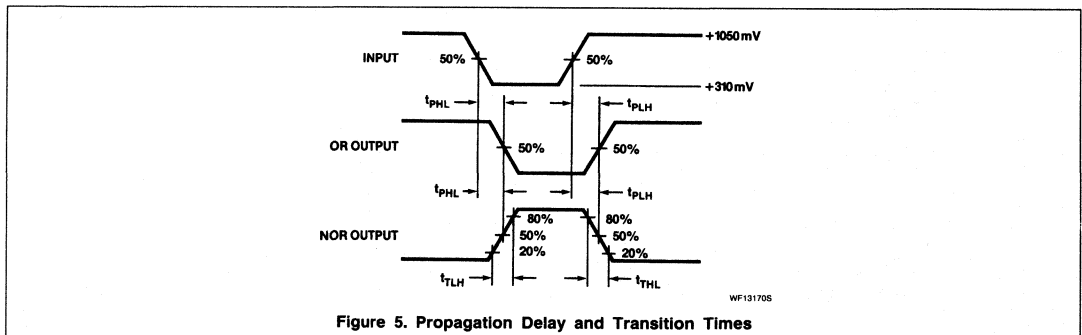 +1050 mV
INPUT 50% 50%
+310 mV
tPHL tPLH
OR OUTPUT 50% 50%
tPHL tPLH
80% 80%
NOR OUTPUT 50% 50%
20% 20%
tTLH tTHL
WF13170S
Figure 5. Propagation Delay and Transition Times